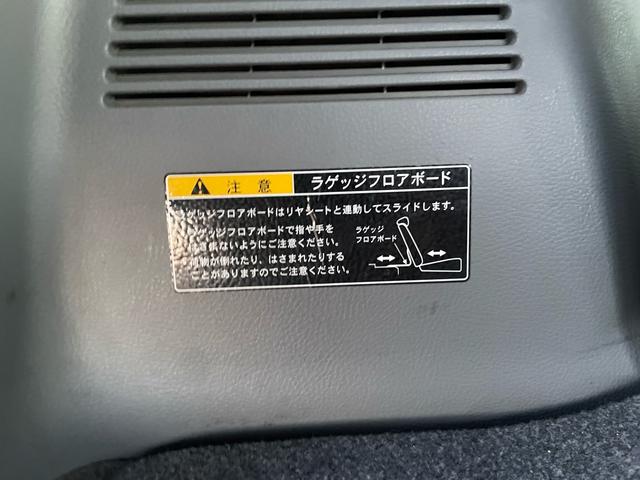 注意 ラゲッジフロアボード
ラゲッジフロアボードはリヤシートと連動してスライドします。
ラゲッジフロアボードで指や手を
はさまないようにご注意ください。
荷物が倒れたり、はさまれたりする
ことがありますのでご注意ください。
ラゲッジ
フロアボード